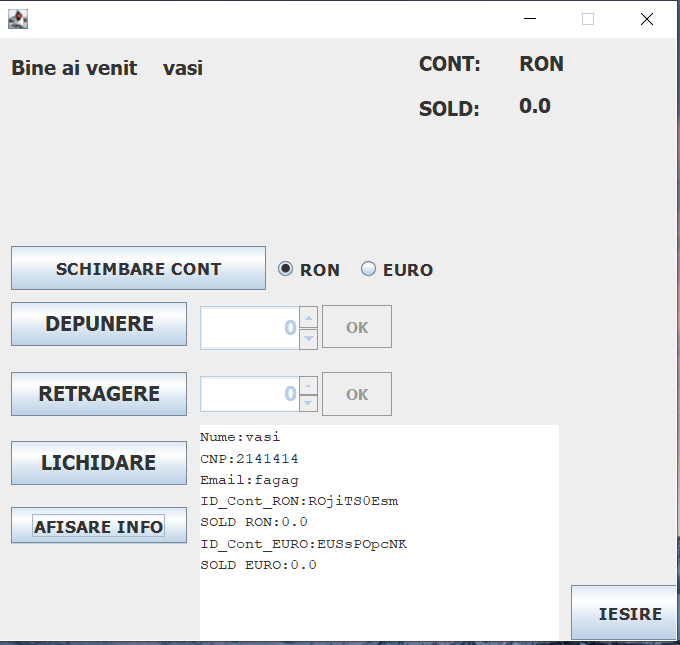 Bine ai venit vasi
CONT: RON
SOLD: 0.0
SCHIMBARE CONT RON EURO
DEPUNERE 0 OK
RETRAGERE 0 OK
LICHIDARE
AFISARE INFO
Nume:vasi
CNP:2141414
Email:fagag
ID_Cont_RON:ROjiTS0Esm
SOLD RON:0.0
ID_Cont_EURO:EUSsPOpcNK
SOLD EURO:0.0
IESIRE